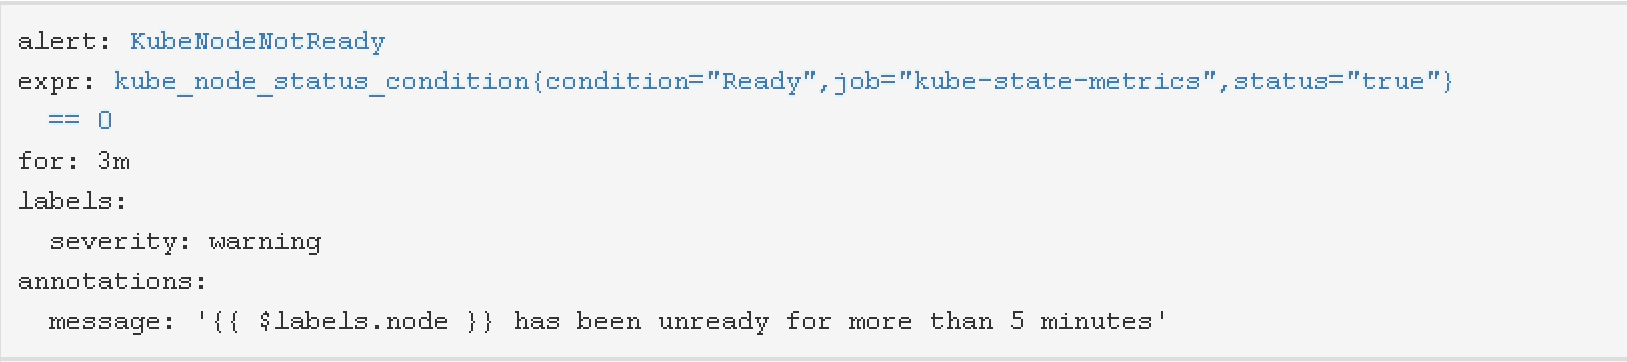 alert: KubeNodeNotReady
expr: kube_node_status_condition{condition="Ready",job="kube-state-metrics",status="true"}
  == 0
for: 3m
labels:
  severity: warning
annotations:
  message: '{{ $labels.node }} has been unready for more than 5 minutes'